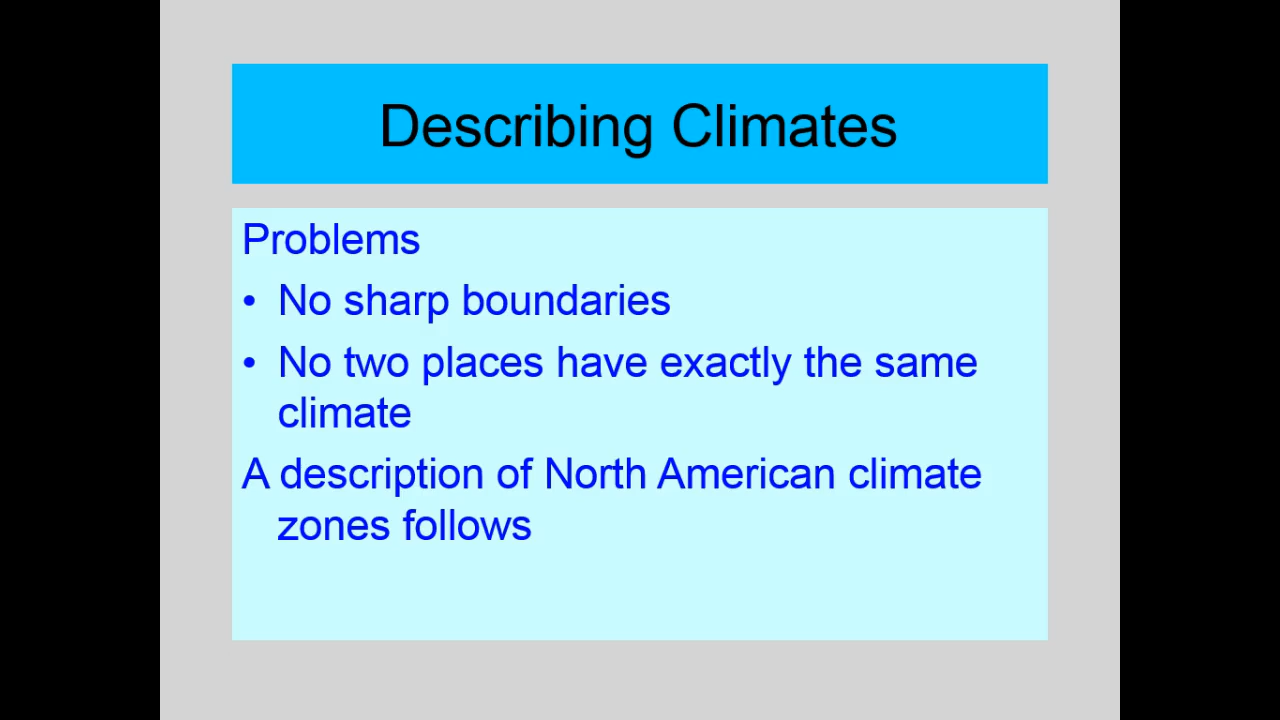 Describing Climates
Problems
• No sharp boundaries
• No two places have exactly the same
climate
A description of North American climate
zones follows